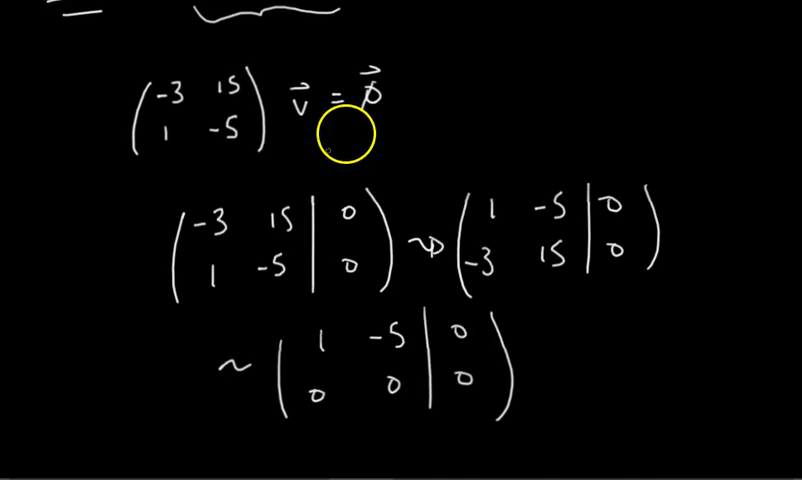 (-3 15) v⃗ = 0⃗
(1 -5)
(-3 15 | 0) ⇝ (1 -5 | 0)
(1 -5 | 0) (-3 15 | 0)
~ (1 -5 | 0)
(0 0 | 0)